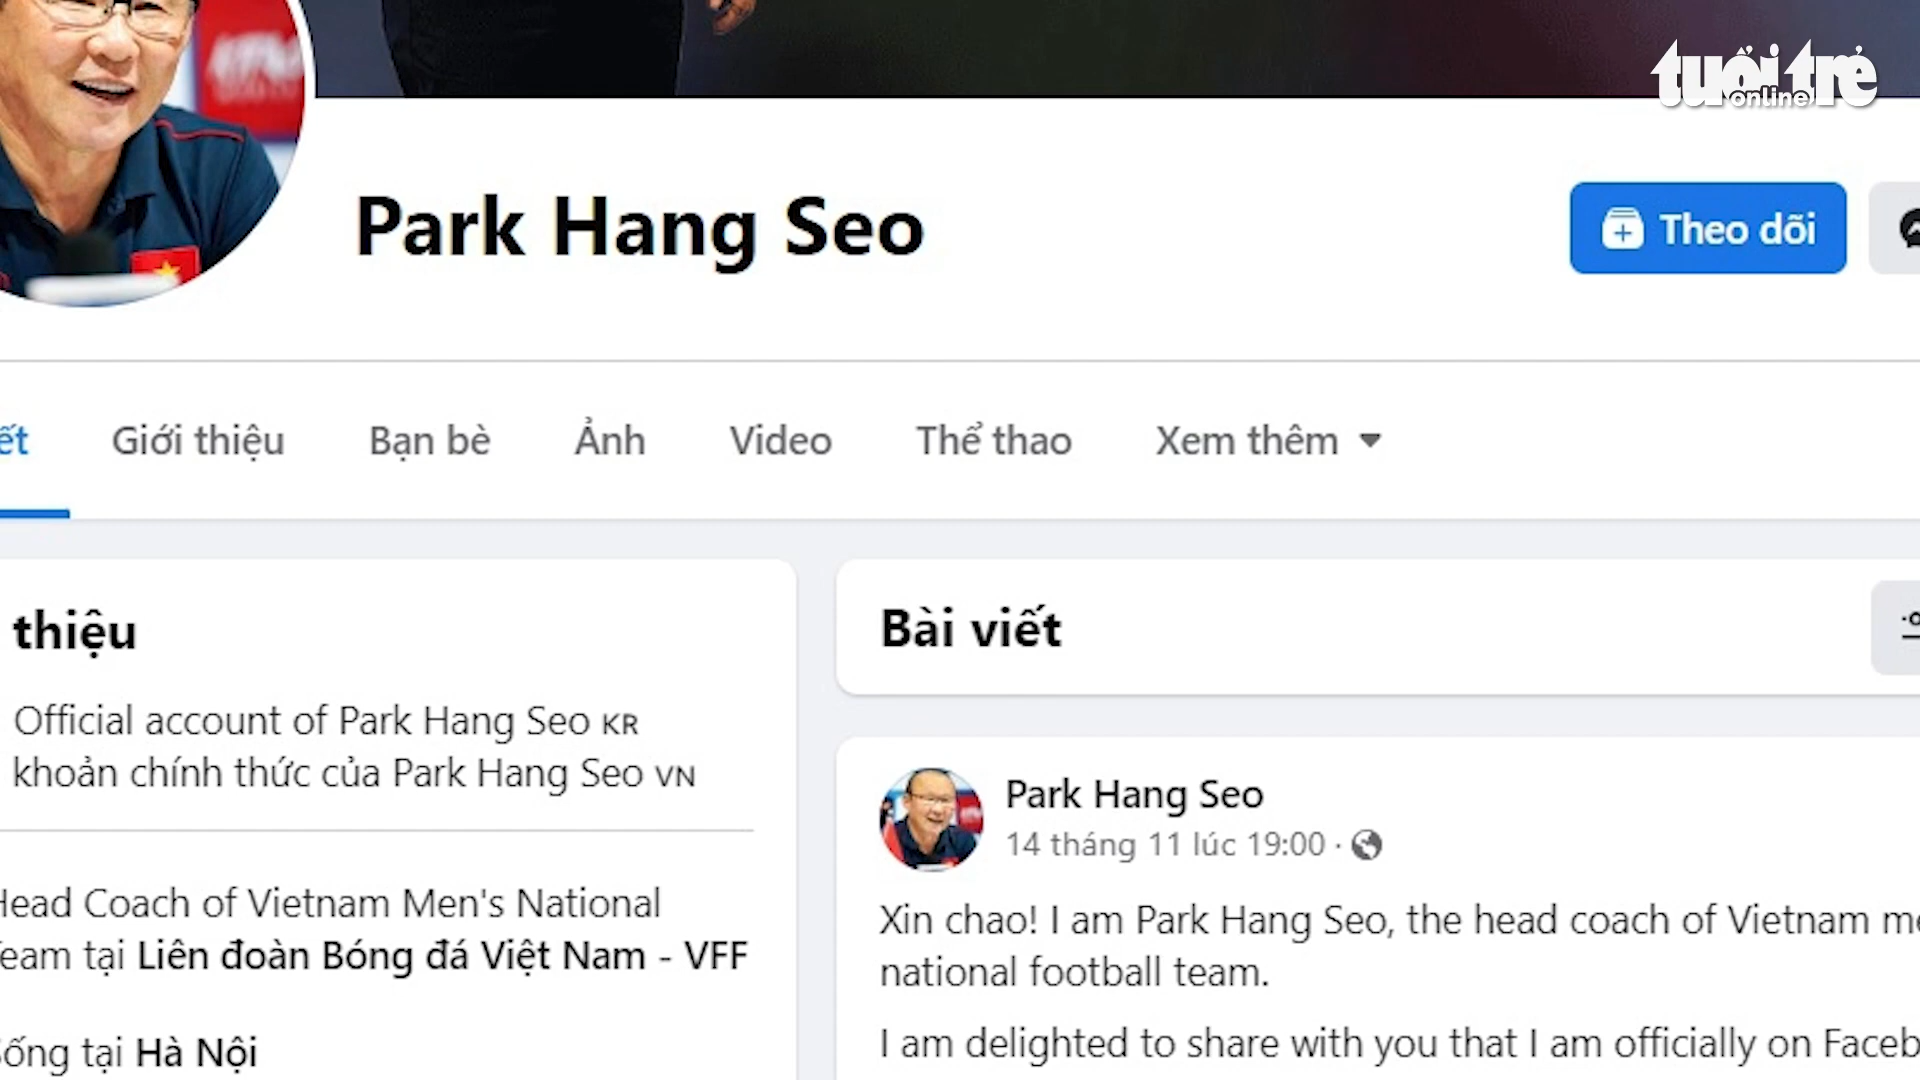 tuổi trẻ
online
Park Hang Seo
Theo dõi
Giới thiệu Bạn bè Ảnh Video Thể thao Xem thêm
thiệu
Official account of Park Hang Seo KR
khoản chính thức của Park Hang Seo VN
Head Coach of Vietnam Men's National
Team tại Liên đoàn Bóng đá Việt Nam - VFF
Sống tại Hà Nội
Bài viết
Park Hang Seo
14 tháng 11 lúc 19:00 ·
Xin chao! I am Park Hang Seo, the head coach of Vietnam
national football team.
I am delighted to share with you that I am officially on